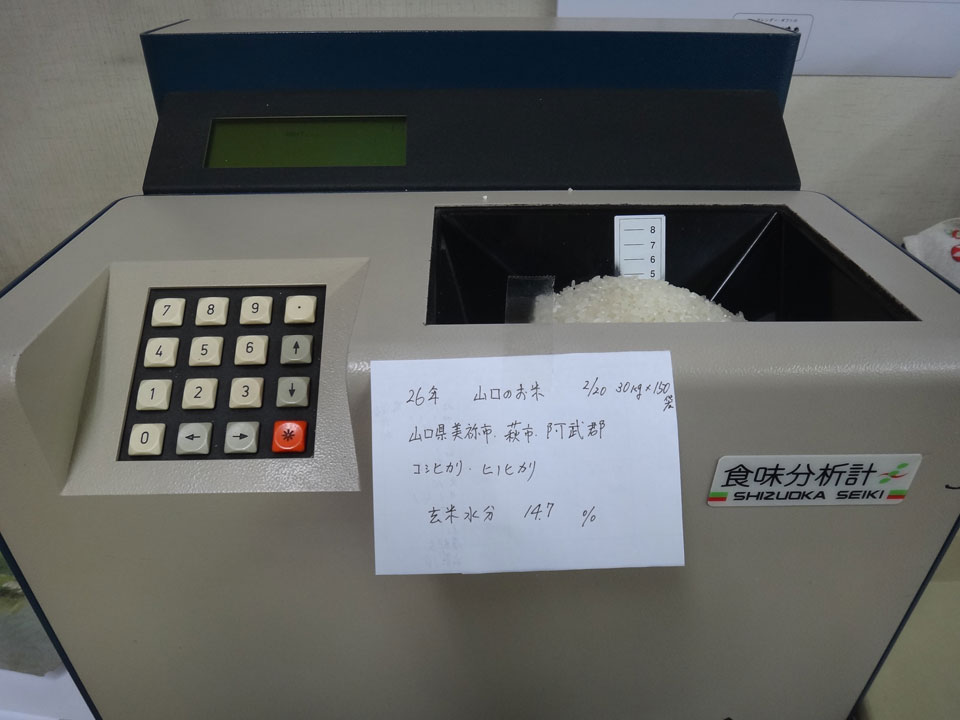 8
7
6
5
7 8 9 ・
4 5 6 ↑
1 2 3 ↓
0 ← → *
26年 山口のお米 2/20 30kg×150袋
山口県美祢市.萩市.阿武郡
コシヒカリ・ヒノヒカリ
玄米水分 14.7 %
食味分析計
SHIZUOKA SEIKI